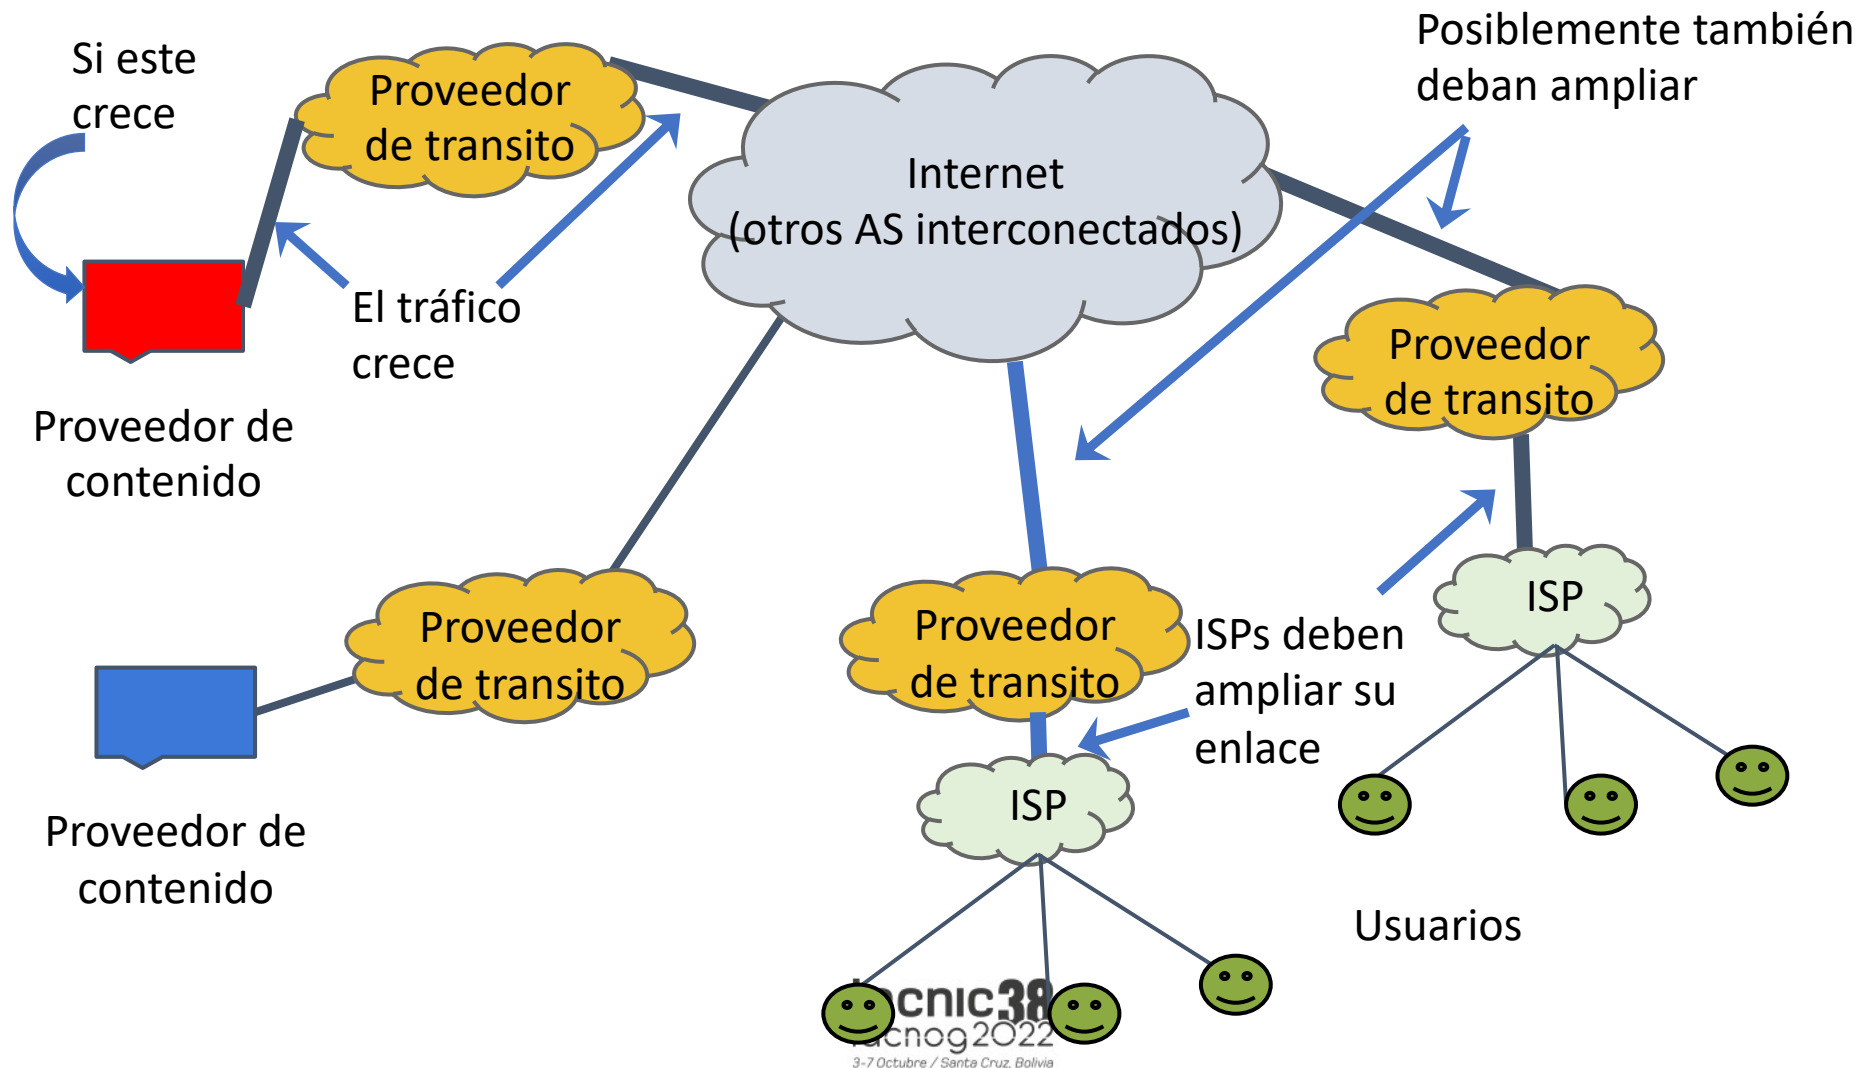 Si este
crece
Proveedor
de transito
Posiblemente también
deban ampliar
Internet
(otros AS interconectados)
El tráfico
crece
Proveedor
de transito
Proveedor de
contenido
Proveedor
de transito
Proveedor
de transito
ISPs deben
ampliar su
enlace
ISP
ISP
Proveedor de
contenido
Usuarios
lacnic38
lacnog2022
3-7 Octubre / Santa Cruz, Bolivia